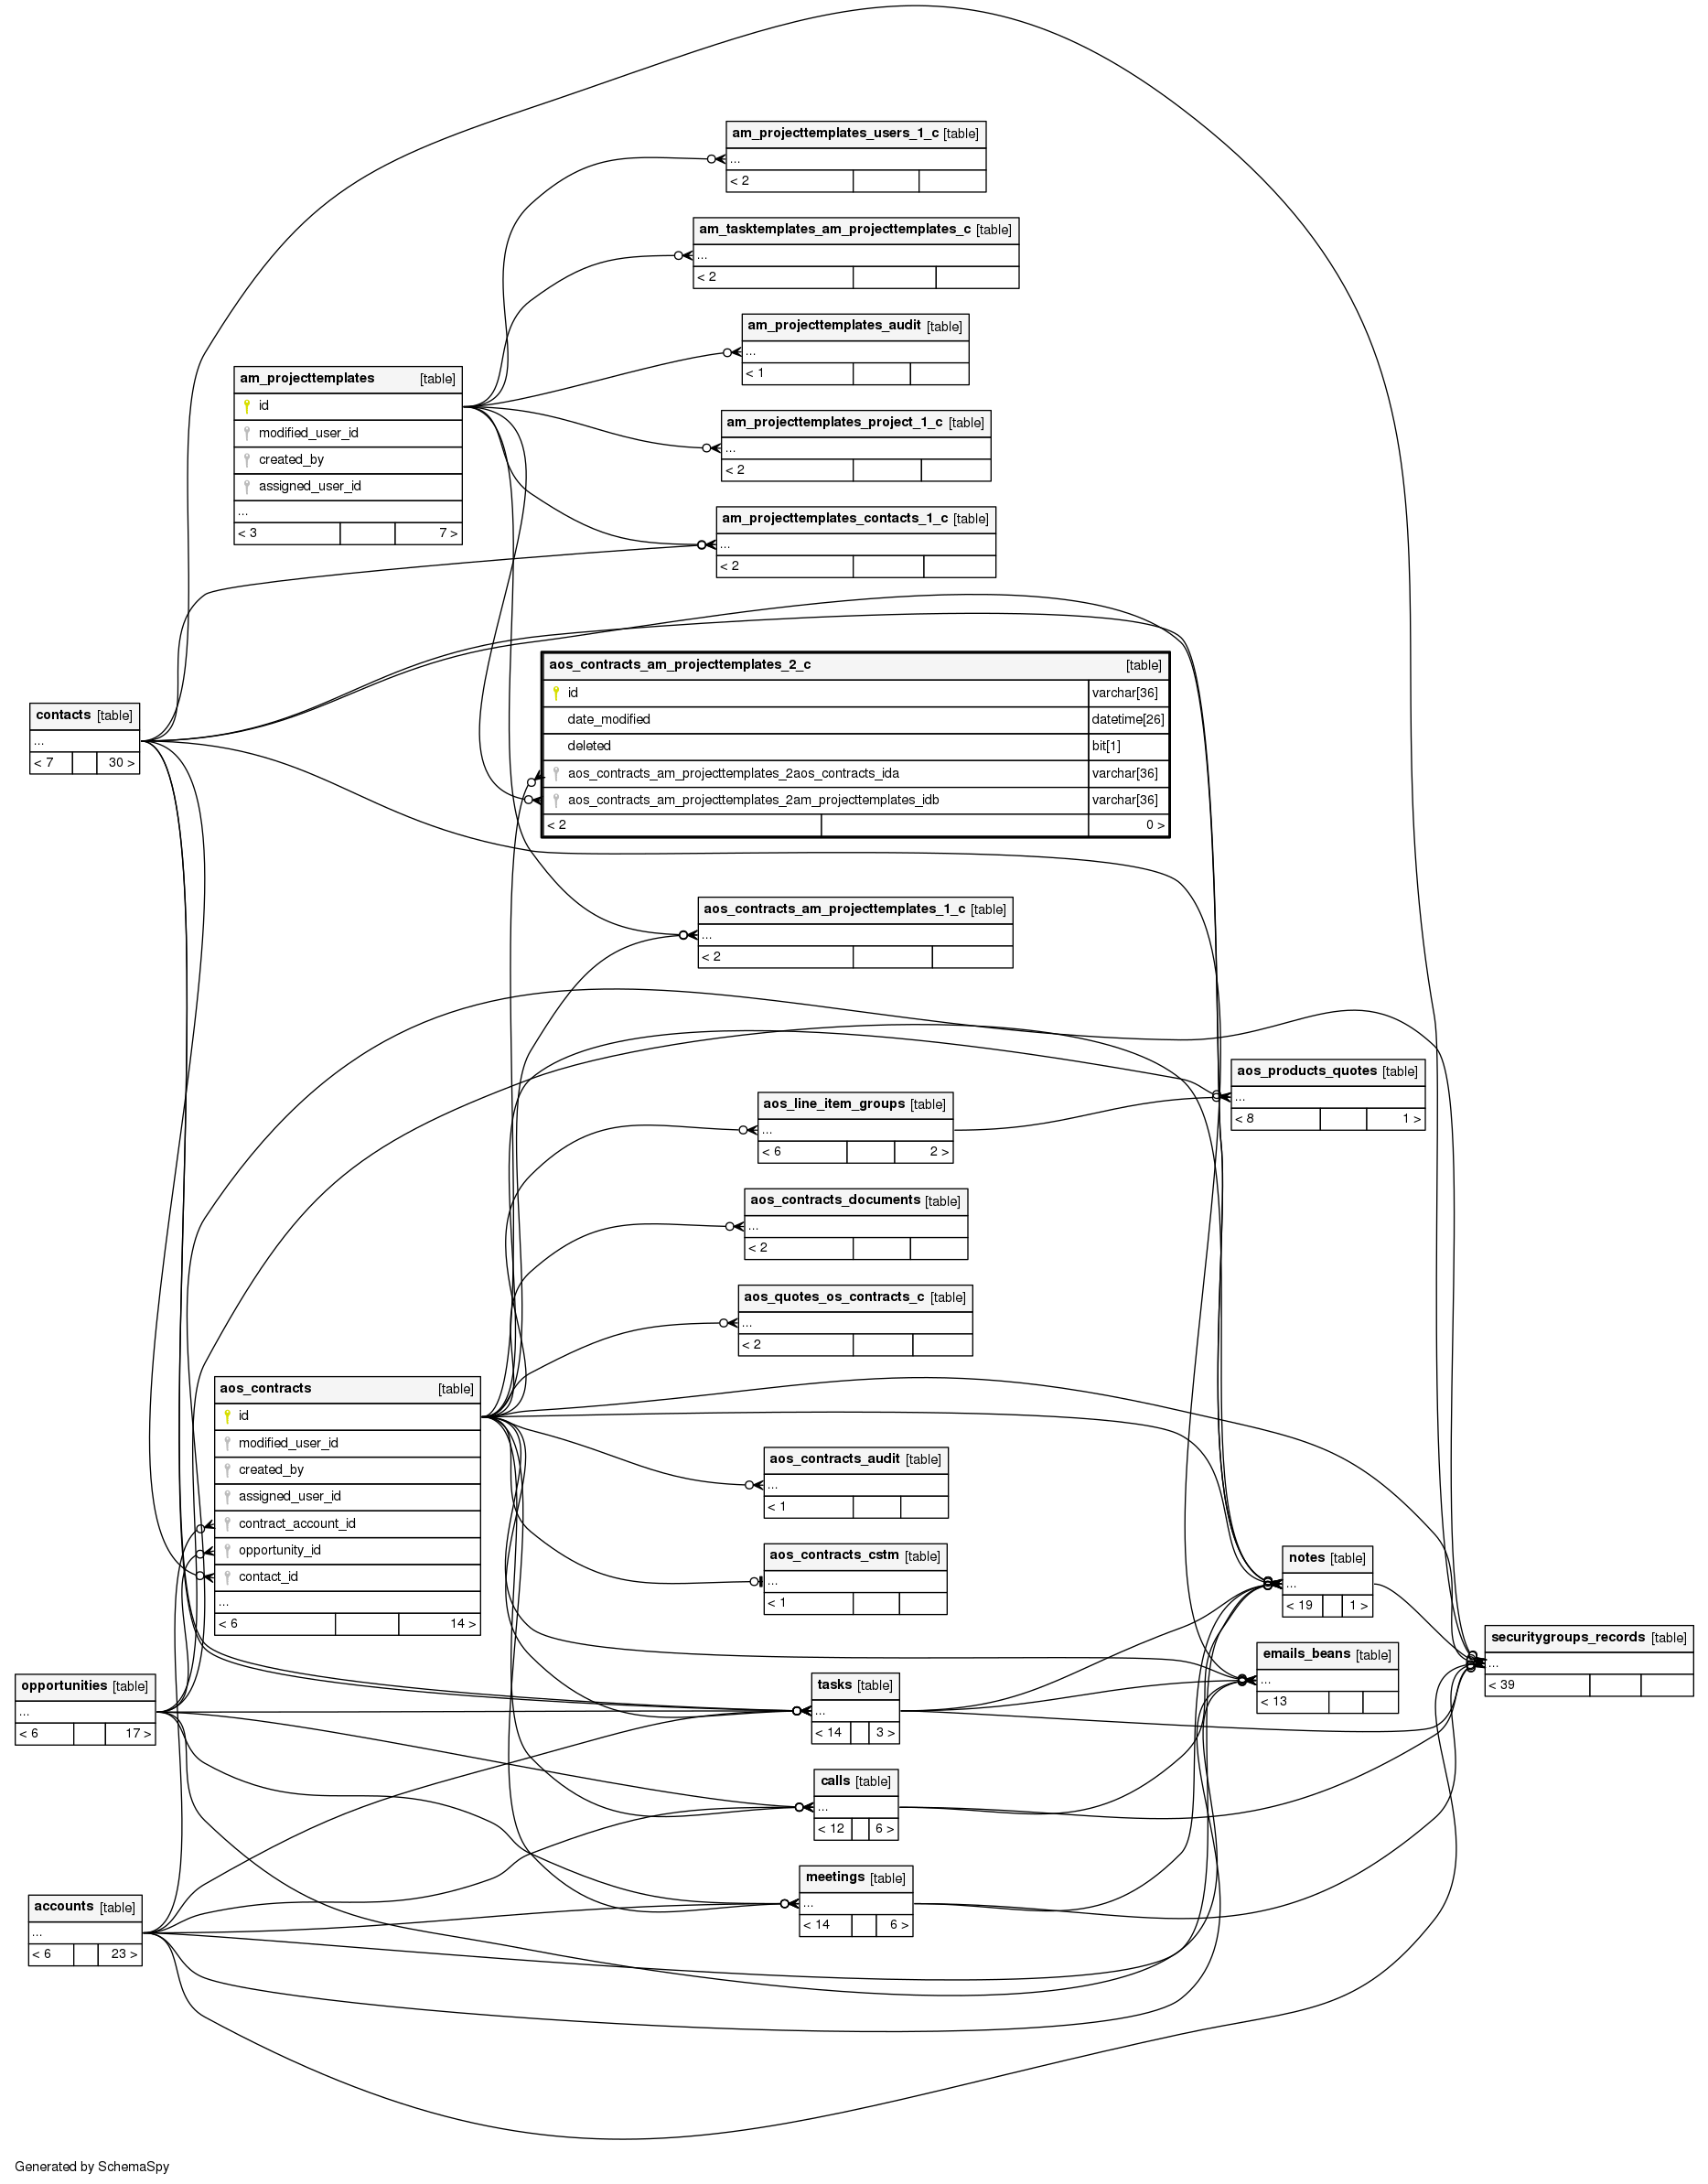 am_projecttemplates_users_1_c [table]
...
< 2
am_tasktemplates_am_projecttemplates_c [table]
...
< 2
am_projecttemplates_audit [table]
...
< 1
am_projecttemplates [table]
id
modified_user_id
created_by
assigned_user_id
...
< 3 7 >
am_projecttemplates_project_1_c [table]
...
< 2
am_projecttemplates_contacts_1_c [table]
...
< 2
aos_contracts_am_projecttemplates_2_c [table]
id varchar[36]
date_modified datetime[26]
deleted bit[1]
aos_contracts_am_projecttemplates_2aos_contracts_ida varchar[36]
aos_contracts_am_projecttemplates_2am_projecttemplates_idb varchar[36]
< 2 0 >
contacts [table]
...
< 7 30 >
aos_contracts_am_projecttemplates_1_c [table]
...
< 2
aos_products_quotes [table]
...
< 8 1 >
aos_line_item_groups [table]
...
< 6 2 >
aos_contracts_documents [table]
...
< 2
aos_quotes_os_contracts_c [table]
...
< 2
aos_contracts [table]
id
modified_user_id
created_by
assigned_user_id
contract_account_id
opportunity_id
contact_id
...
< 6 14 >
aos_contracts_audit [table]
...
< 1
aos_contracts_cstm [table]
...
< 1
notes [table]
...
< 19 1 >
securitygroups_records [table]
...
< 39
emails_beans [table]
...
< 13
opportunities [table]
...
< 6 17 >
tasks [table]
...
< 14 3 >
calls [table]
...
< 12 6 >
meetings [table]
...
< 14 6 >
accounts [table]
...
< 6 23 >
Generated by SchemaSpy